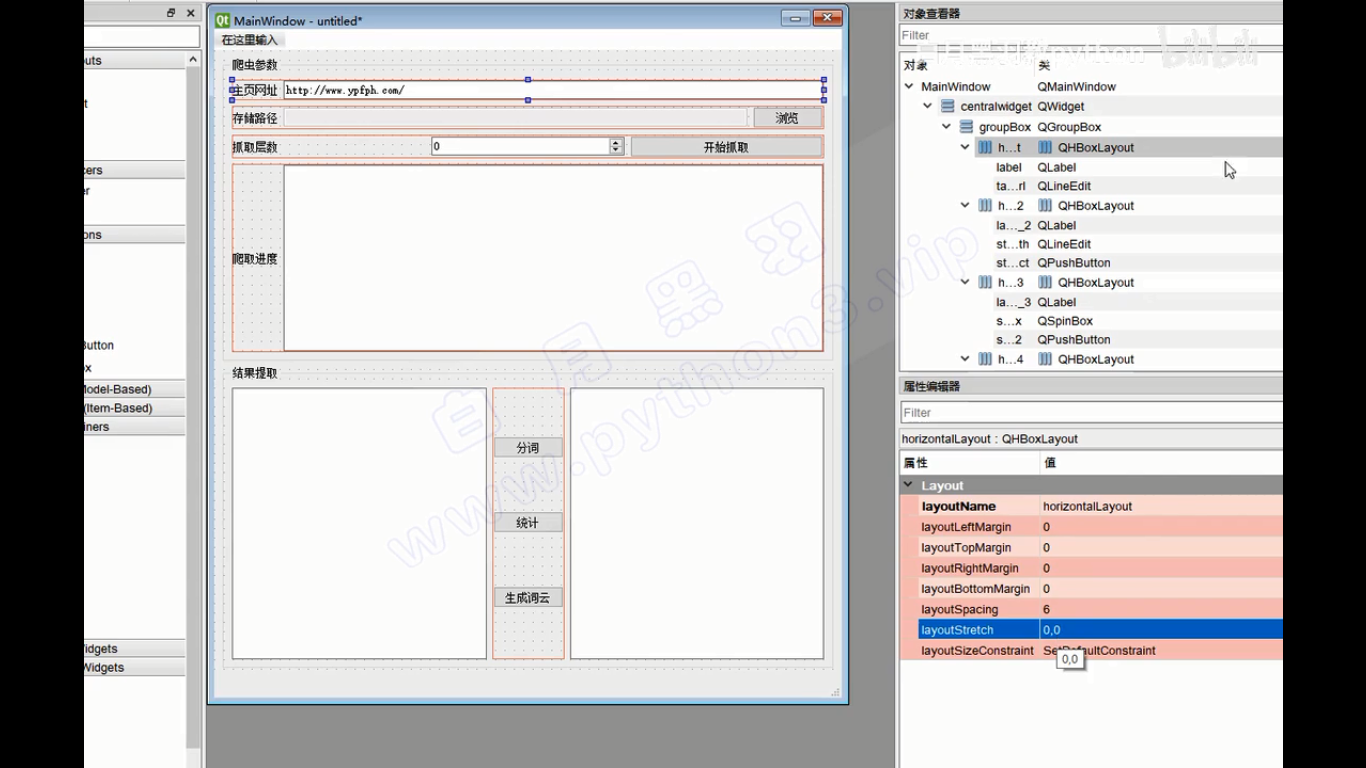 MainWindow - untitled*
在这里输入
爬虫参数
主页网址 http://www.ypfph.com/
存储路径 浏览
抓取层数 0 开始抓取
爬取进度
结果提取
分词
统计
生成词云
白月黑羽
www.python3.vip
uts
t
cers
r
ons
Button
x
Model-Based)
(Item-Based)
iners
Vidgets
Widgets
对象查看器
Filter
对象 类
MainWindow QMainWindow
centralwidget QWidget
groupBox QGroupBox
h...t QHBoxLayout
label QLabel
ta...rl QLineEdit
h...2 QHBoxLayout
la..._2 QLabel
st...th QLineEdit
st...ct QPushButton
h...3 QHBoxLayout
la..._3 QLabel
s...x QSpinBox
s...2 QPushButton
h...4 QHBoxLayout
属性编辑器
Filter
horizontalLayout : QHBoxLayout
属性 值
Layout
layoutName horizontalLayout
layoutLeftMargin 0
layoutTopMargin 0
layoutRightMargin 0
layoutBottomMargin 0
layoutSpacing 6
layoutStretch 0,0
layoutSizeConstraint SetDefaultConstraint
0,0
bilibili